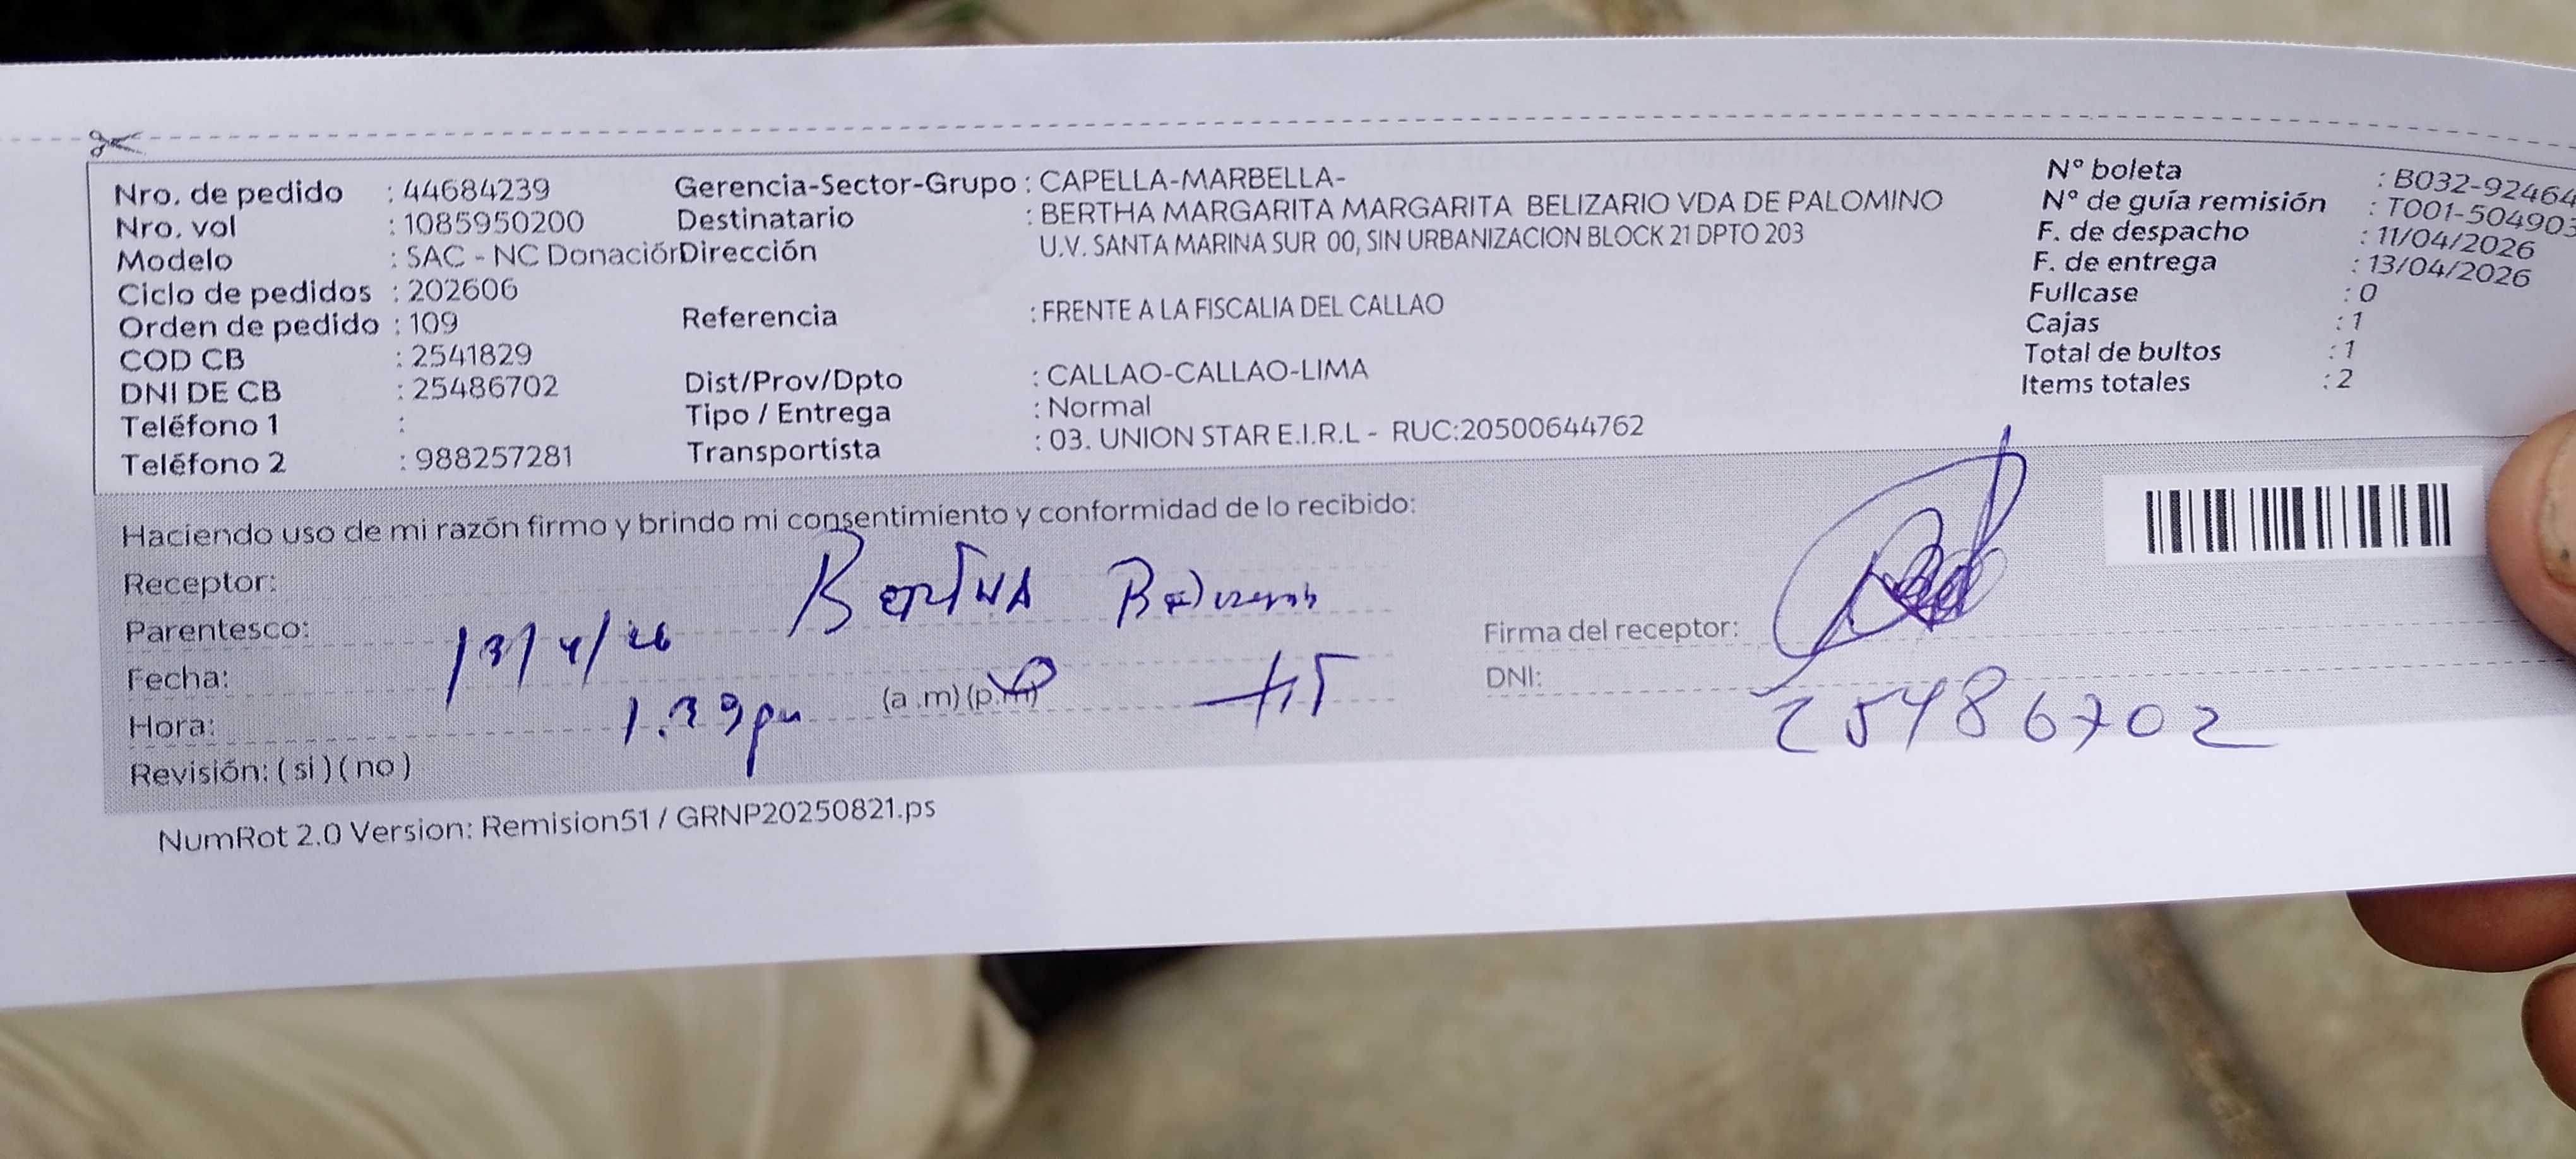 Nro. de pedido : 44684239
Nro. vol : 1085950200
Modelo : SAC - NC Donación
Ciclo de pedidos : 202606
Orden de pedido : 109
COD CB : 2541829
DNI DE CB : 25486702
Teléfono 1 :
Teléfono 2 : 988257281
Gerencia-Sector-Grupo : CAPELLA-MARBELLA-
Destinatario : BERTHA MARGARITA MARGARITA BELIZARIO VDA DE PALOMINO
Dirección U.V. SANTA MARINA SUR 00, SIN URBANIZACION BLOCK 21 DPTO 203
Referencia : FRENTE A LA FISCALIA DEL CALLAO
Dist/Prov/Dpto : CALLAO-CALLAO-LIMA
Tipo / Entrega : Normal
Transportista : 03. UNION STAR E.I.R.L - RUC:20500644762
N° boleta : B032-92464
N° de guía remisión : T001-504903
F. de despacho : 11/04/2026
F. de entrega : 13/04/2026
Fullcase : 0
Cajas : 1
Total de bultos : 1
Items totales : 2
Haciendo uso de mi razón firmo y brindo mi consentimiento y conformidad de lo recibido:
Receptor: Bertha
Parentesco:
Fecha: 13/4/26
Hora: 1.39 pm (a.m) (p.m)
Revisión: ( si ) ( no )
Firma del receptor:
DNI: 25486702
NumRot 2.0 Version: Remision51 / GRNP20250821.ps